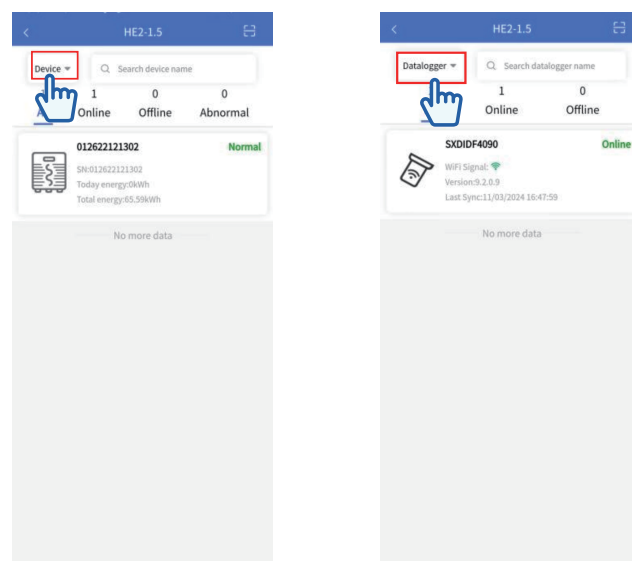 HE2-1.5
Device
Search device name
1 0 0
Online Offline Abnormal
012622121302 Normal
SN:012622121302
Today energy:0kWh
Total energy:65.59kWh
No more data
HE2-1.5
Datalogger
Search datalogger name
1 0
Online Offline
SXDIDF4090 Online
WiFi Signal:
Version:9.2.0.9
Last Sync:11/03/2024 16:47:59
No more data